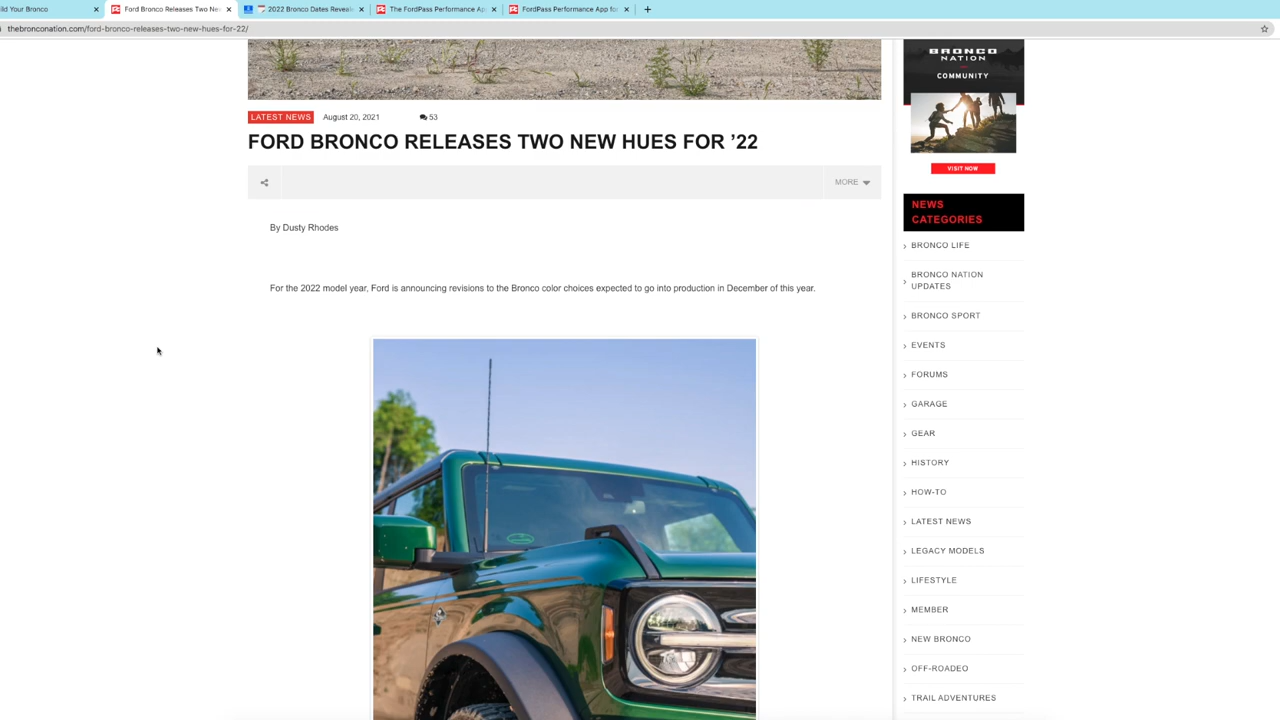 ild Your Bronco
Ford Bronco Releases Two Ne
2022 Bronco Dates Reveal
The FordPass Performance Ap
FordPass Performance App fo
thebronconation.com/ford-bronco-releases-two-new-hues-for-22/
BRONCO
NATION
COMMUNITY
VISIT NOW
LATEST NEWS August 20, 2021 53
FORD BRONCO RELEASES TWO NEW HUES FOR ’22
MORE
By Dusty Rhodes
For the 2022 model year, Ford is announcing revisions to the Bronco color choices expected to go into production in December of this year.
NEWS
CATEGORIES
BRONCO LIFE
BRONCO NATION
UPDATES
BRONCO SPORT
EVENTS
FORUMS
GARAGE
GEAR
HISTORY
HOW-TO
LATEST NEWS
LEGACY MODELS
LIFESTYLE
MEMBER
NEW BRONCO
OFF-ROADEO
TRAIL ADVENTURES